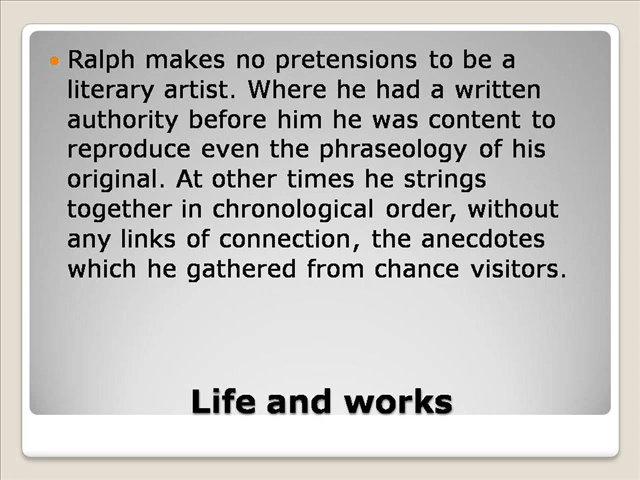 Ralph makes no pretensions to be a
literary artist. Where he had a written
authority before him he was content to
reproduce even the phraseology of his
original. At other times he strings
together in chronological order, without
any links of connection, the anecdotes
which he gathered from chance visitors.
Life and works